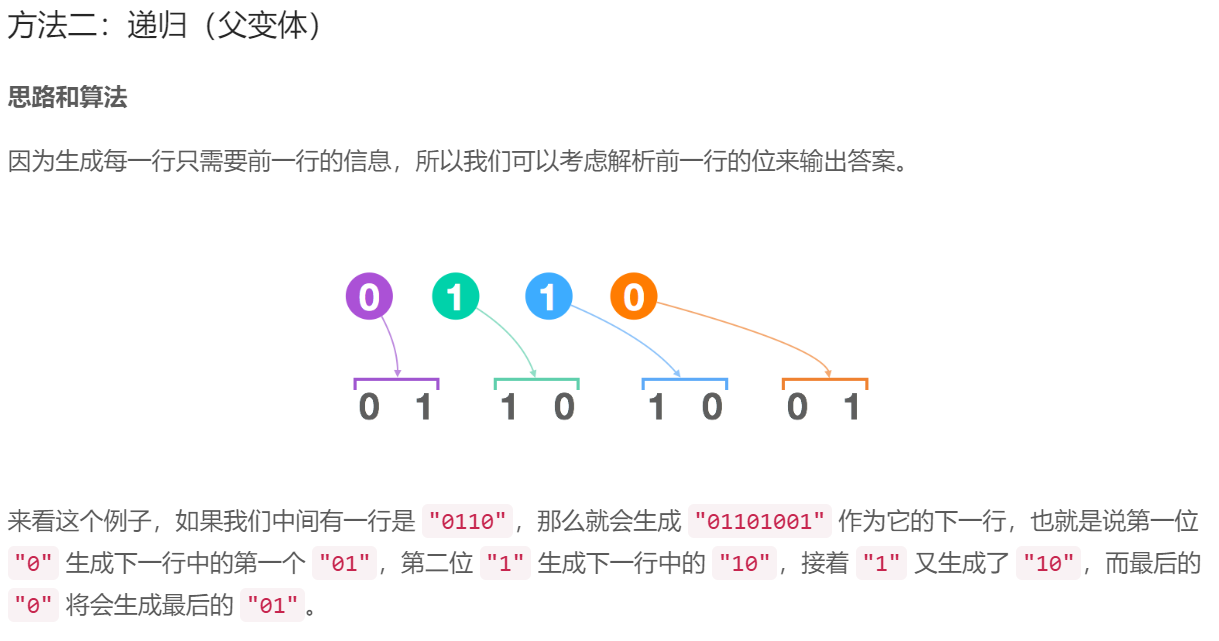 方法二：递归（父变体）
思路和算法
因为生成每一行只需要前一行的信息，所以我们可以考虑解析前一行的位来输出答案。
0 1 1 0
0 1 1 0 1 0 0 1
来看这个例子，如果我们中间有一行是 "0110"，那么就会生成 "01101001" 作为它的下一行，也就是说第一位
"0" 生成下一行中的第一个 "01"，第二位 "1" 生成下一行中的 "10"，接着 "1" 又生成了 "10"，而最后的
"0" 将会生成最后的 "01"。